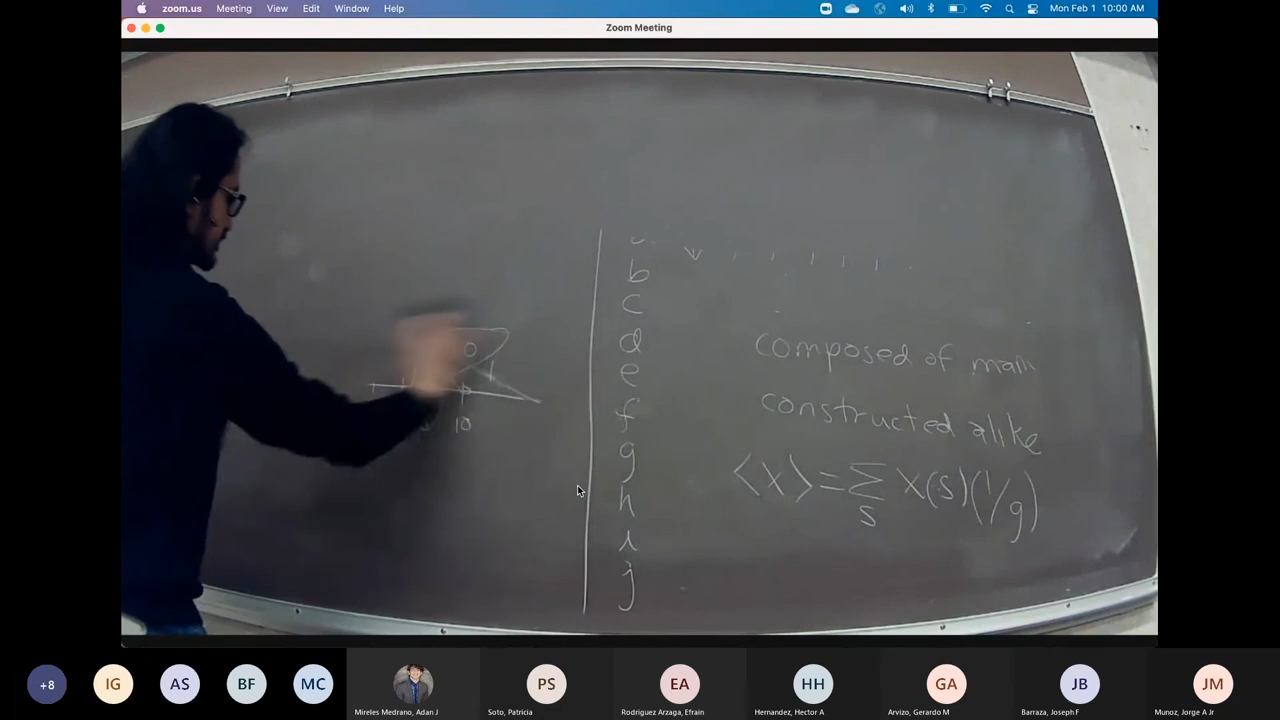 zoom.us Meeting View Edit Window Help Mon Feb 1 10:00 AM
Zoom Meeting
b
c
d
e
f
g
h
i
j
0
10
composed of
constructed alike
<X>=∑ X(s)(1/g)
s
+8 IG AS BF MC PS EA HH GA JB JM
Mireles Medrano, Adan J Soto, Patricia Rodriguez Arzaga, Efrain Hernandez, Hector A Arvizo, Gerardo M Barraza, Joseph F Munoz, Jorge A Jr